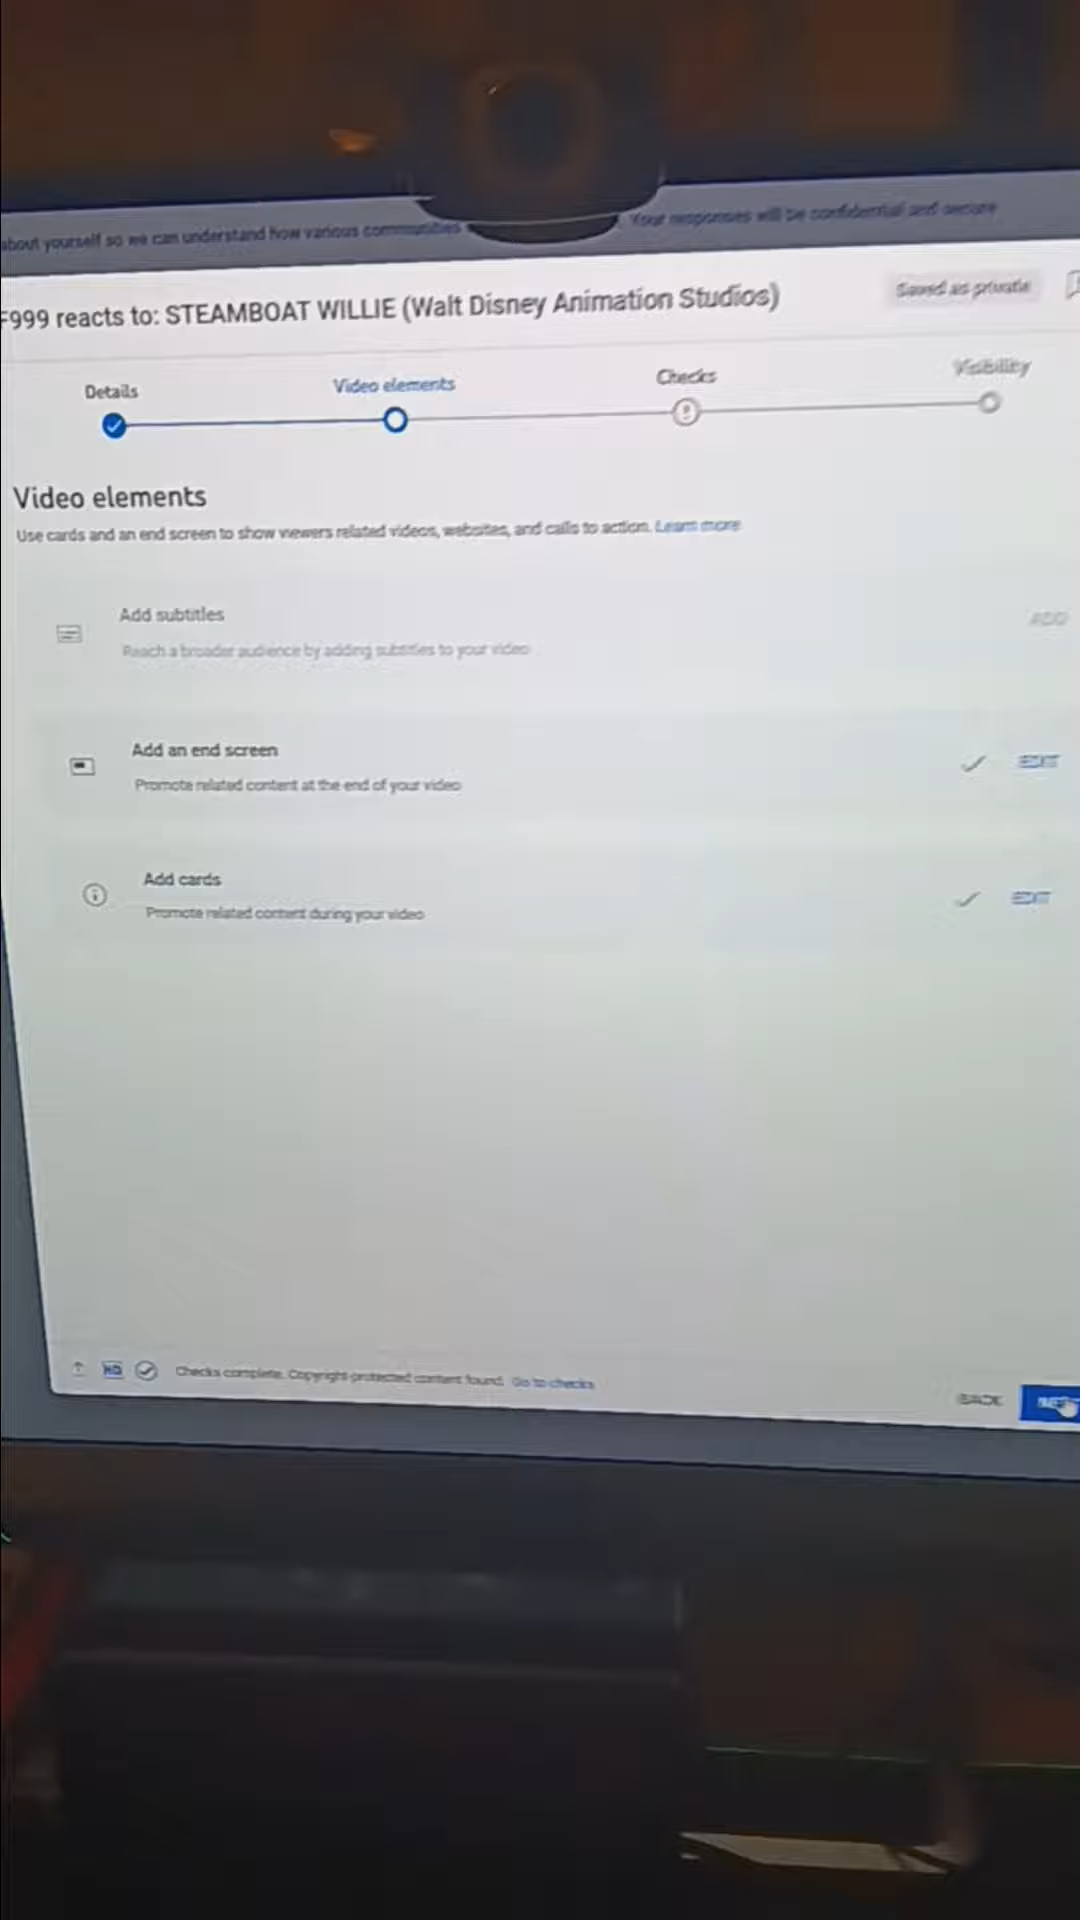 about yourself so we can understand how various communities
Your responses will be confidential and secure
F999 reacts to: STEAMBOAT WILLIE (Walt Disney Animation Studios)
Saved as private
Details
Video elements
Checks
Visibility
Video elements
Use cards and an end screen to show viewers related videos, websites, and calls to action. Learn more
Add subtitles
ADD
Reach a broader audience by adding subtitles to your video
Add an end screen
EDIT
Promote related content at the end of your video
Add cards
EDIT
Promote related content during your video
HD
Checks complete. Copyright-protected content found. Go to checks
BACK
NEXT